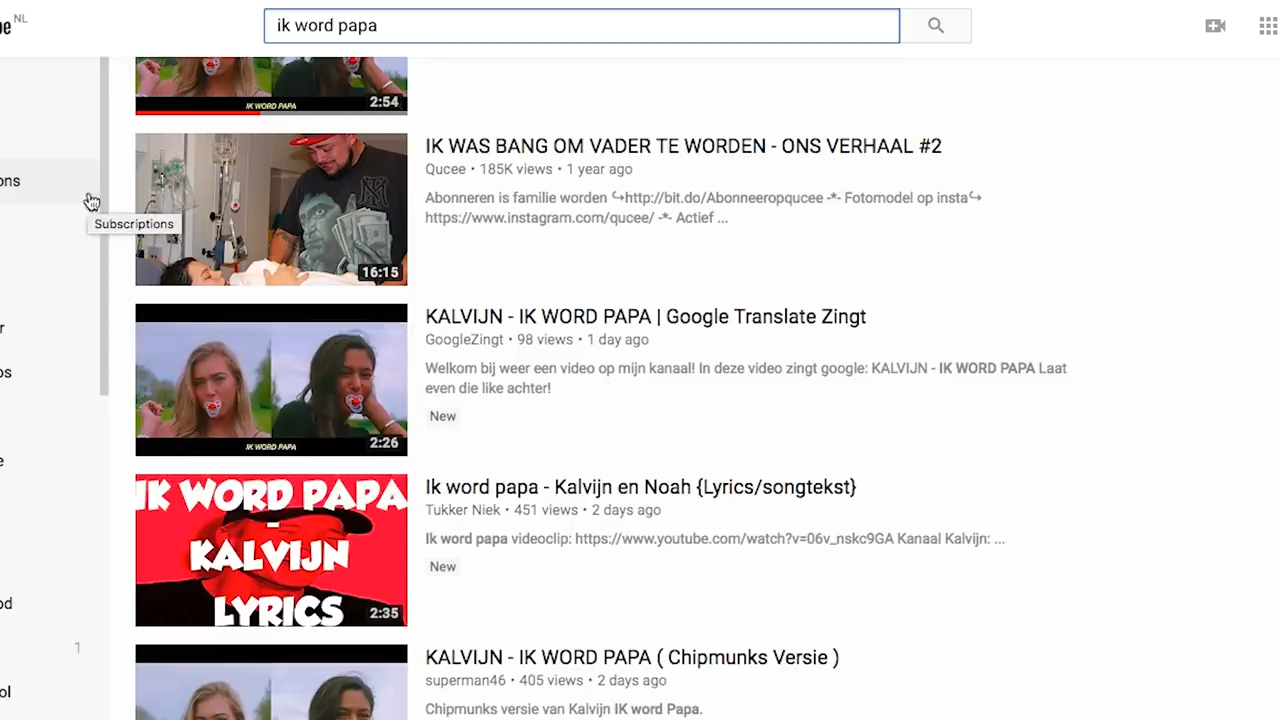 be NL
ik word papa
2:54
IK WORD PAPA
IK WAS BANG OM VADER TE WORDEN - ONS VERHAAL #2
Qucee • 185K views • 1 year ago
Abonneren is familie worden ↪http://bit.do/Abonneeropqucee -*- Fotomodel op insta↪
https://www.instagram.com/qucee/ -*- Actief ...
16:15
ons
Subscriptions
KALVIJN - IK WORD PAPA | Google Translate Zingt
GoogleZingt • 98 views • 1 day ago
Welkom bij weer een video op mijn kanaal! In deze video zingt google: KALVIJN - IK WORD PAPA Laat
even die like achter!
New
IK WORD PAPA
2:26
r
os
e
Ik word papa - Kalvijn en Noah {Lyrics/songtekst}
Tukker Niek • 451 views • 2 days ago
Ik word papa videoclip: https://www.youtube.com/watch?v=06v_nskc9GA Kanaal Kalvijn: ...
New
IK WORD PAPA
-
KALVIJN
LYRICS
2:35
od
1
ol
KALVIJN - IK WORD PAPA ( Chipmunks Versie )
superman46 • 405 views • 2 days ago
Chipmunks versie van Kalvijn IK word Papa.